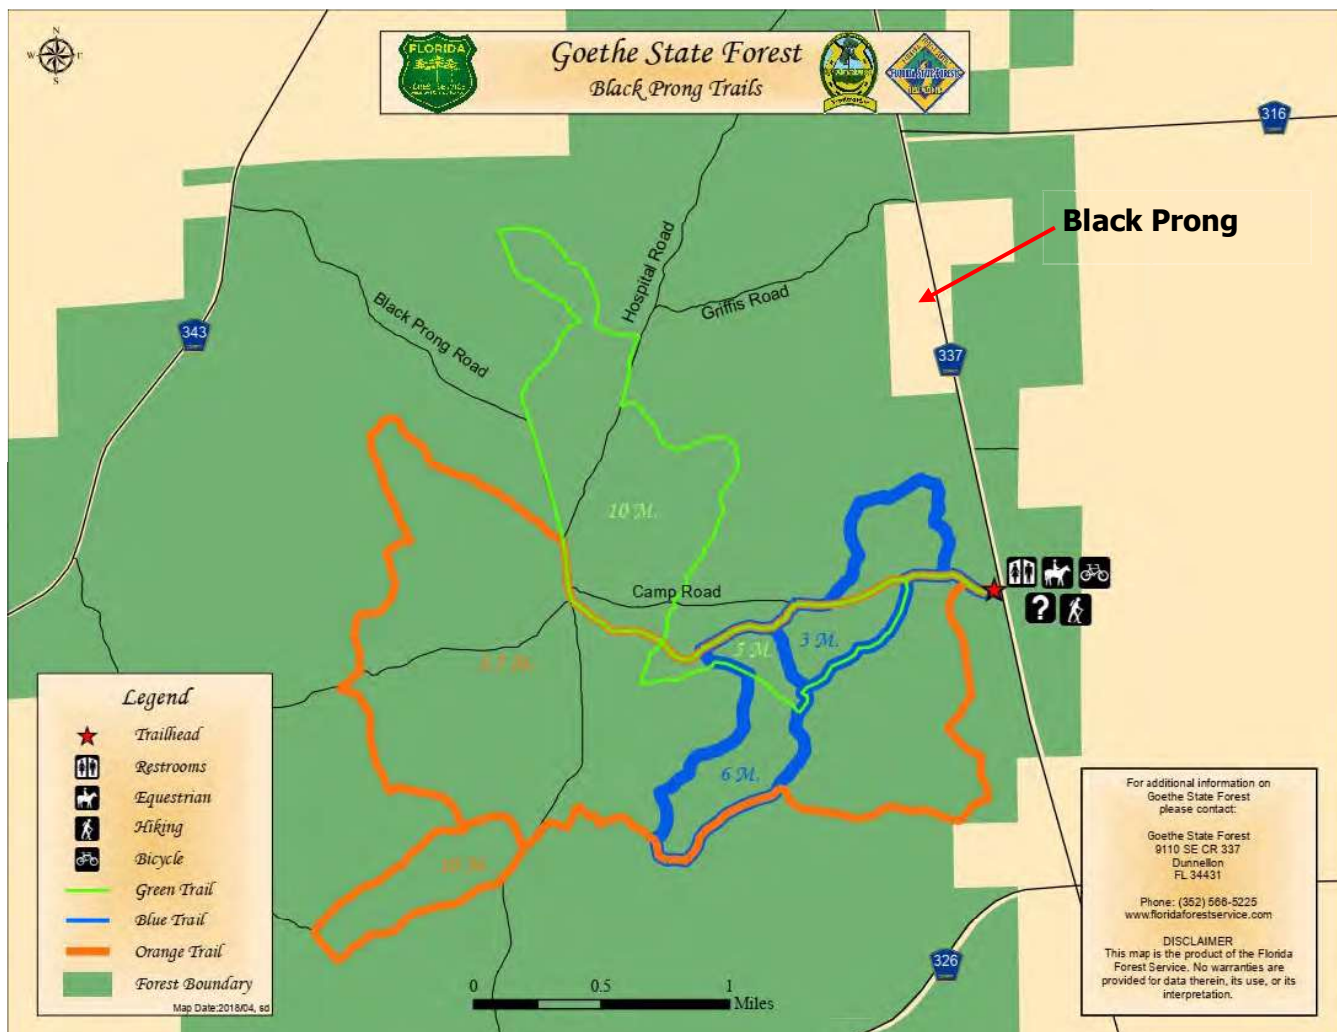 N
W
S
FLORIDA
Goethe State Forest
Black Prong Trails
FLORIDA STATE FOREST
316
Black Prong
Hospital Road
Griffis Road
Black Prong Road
343
337
10 M.
Camp Road
5 M.
3 M.
?
6 M.
Legend
Trailhead
Restrooms
Equestrian
Hiking
Bicycle
Green Trail
Blue Trail
Orange Trail
Forest Boundary
Map Date:2018/04, sd
For additional information on
Goethe State Forest
please contact:
Goethe State Forest
9110 SE CR 337
Dunnellon
FL 34431
Phone: (352) 566-5225
www.floridaforestservice.com
DISCLAIMER
This map is the product of the Florida
Forest Service. No warranties are
provided for data therein, its use, or its
interpretation.
326
0 0.5 1
Miles